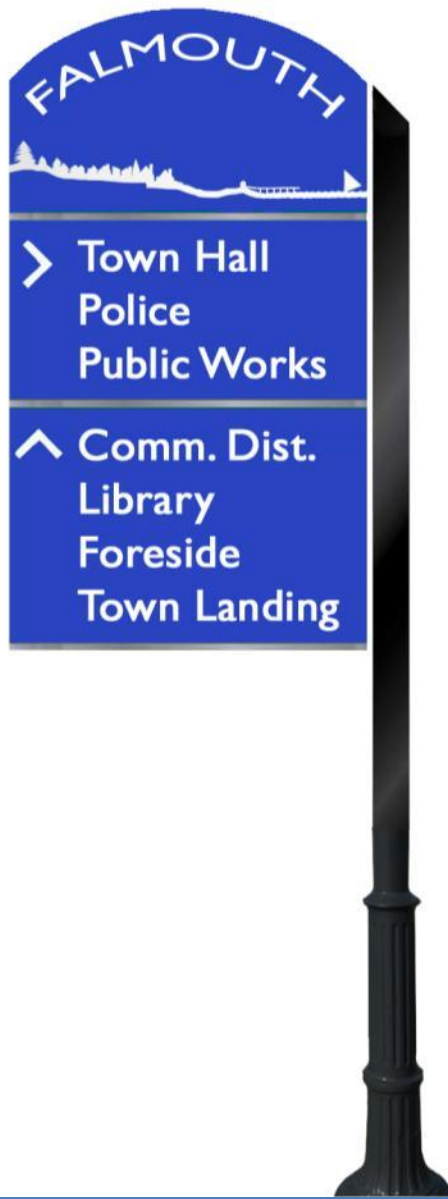 FALMOUTH
Town Hall
Police
Public Works
Comm. Dist.
Library
Foreside
Town Landing